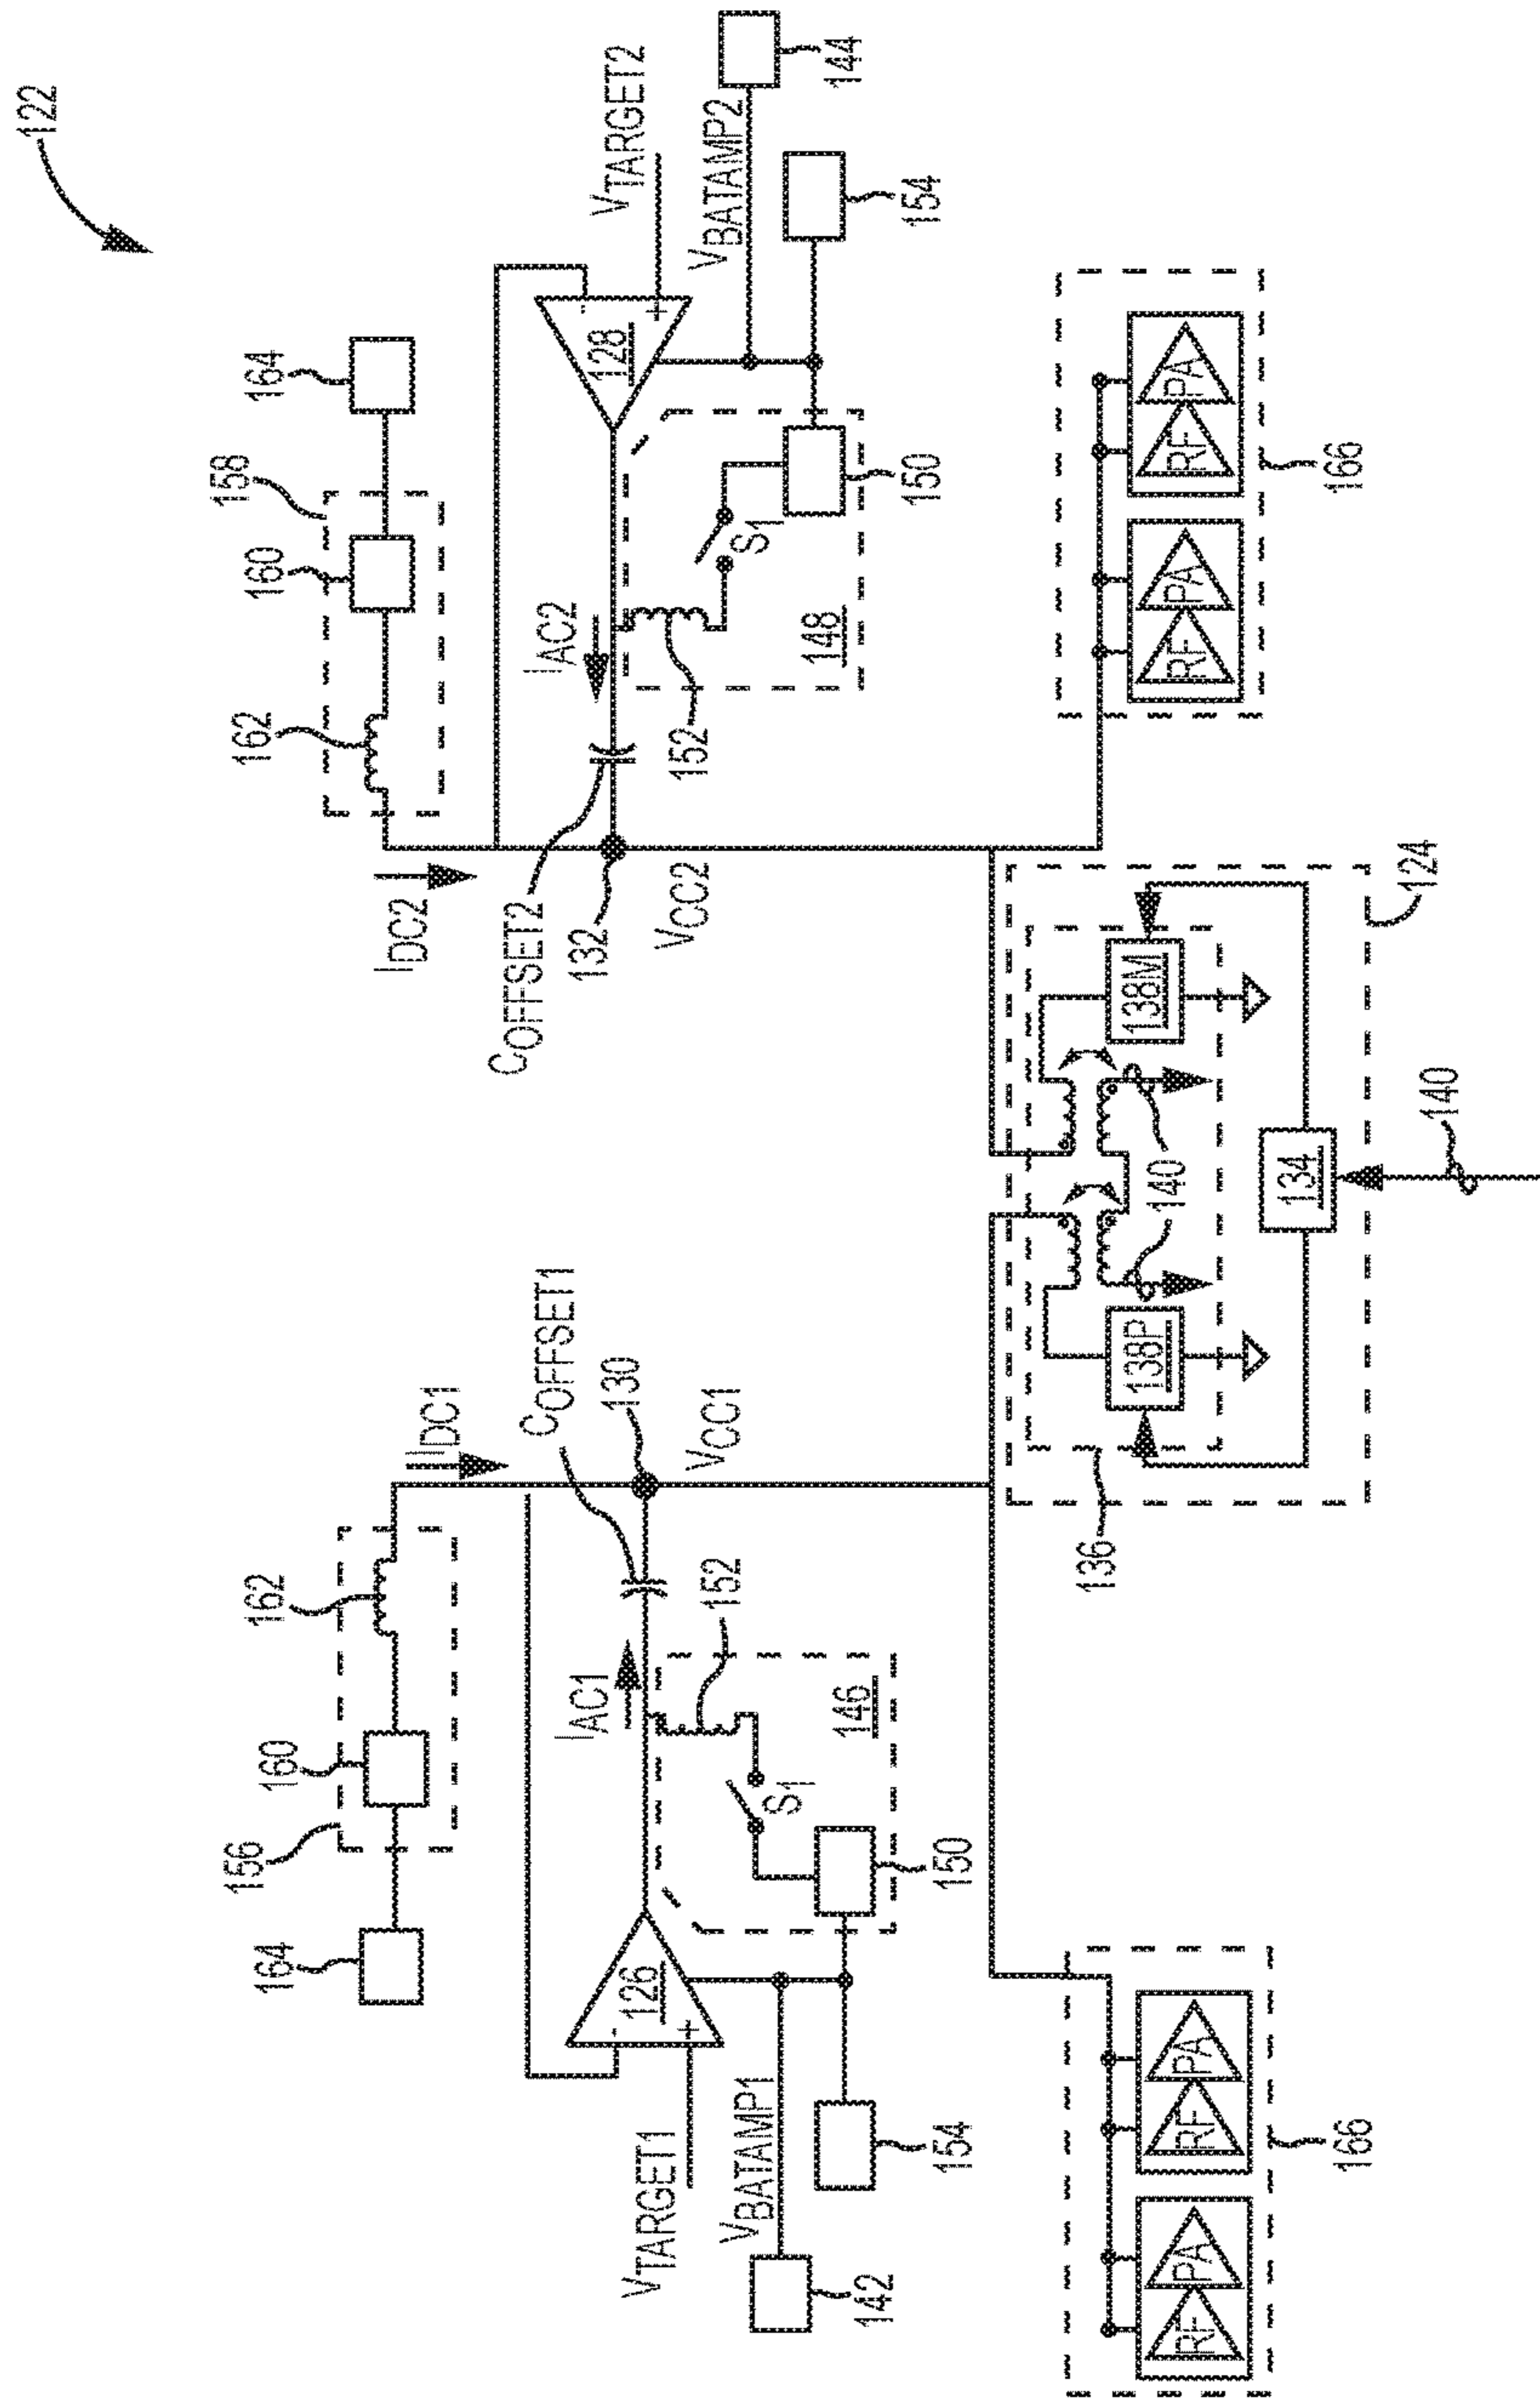 122
164
156
160
162
IDC1
IDC2
162
160
158
164
COFFSET1
130
VCC1
IAC1
126
-
+
VTARGET1
VBATAMP1
142
154
150
S1
152
146
COFFSET2
132
VCC2
IAC2
128
-
+
VTARGET2
VBATAMP2
144
154
150
S1
152
148
136
138P
140
138M
134
124
140
RF PA
RF PA
166
RF PA
RF PA
166